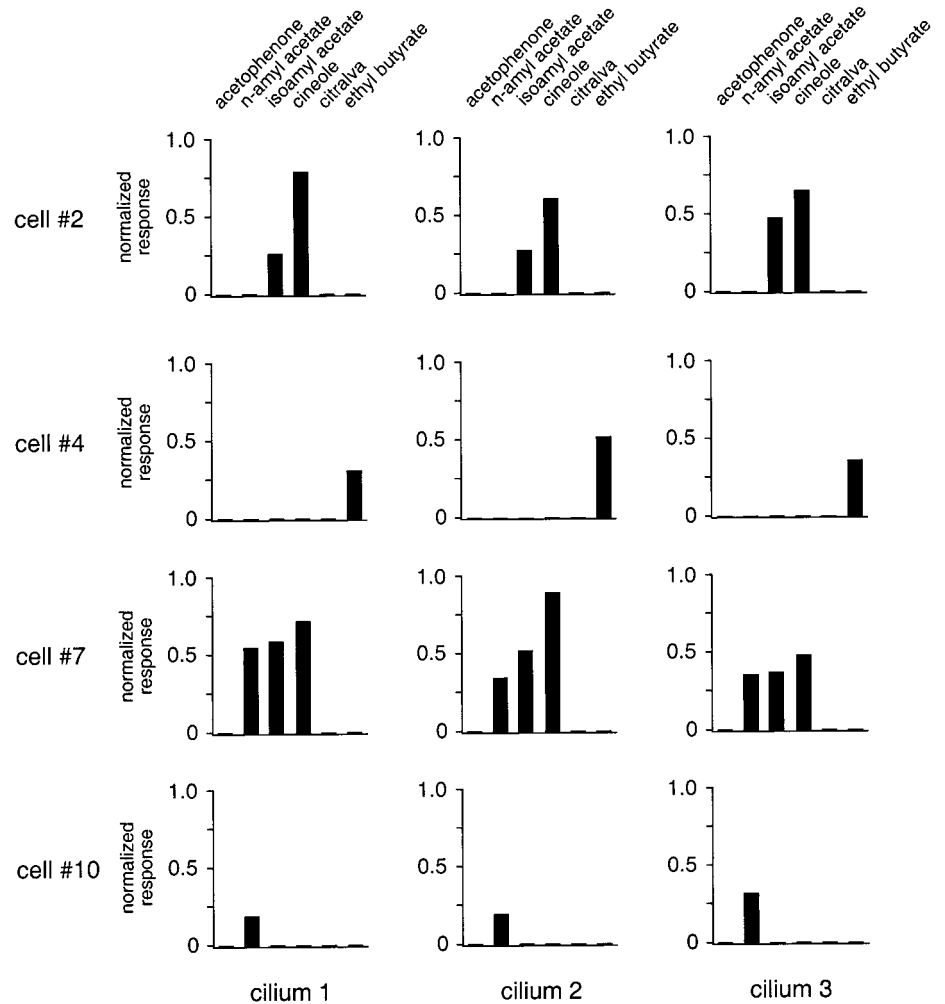 acetophenone
n-amyl acetate
isoamyl acetate
cineole
citralva
ethyl butyrate
acetophenone
n-amyl acetate
isoamyl acetate
cineole
citralva
ethyl butyrate
acetophenone
n-amyl acetate
isoamyl acetate
cineole
citralva
ethyl butyrate
cell #2
normalized
response
1.0
0.5
0
1.0
0.5
0
1.0
0.5
0
cell #4
normalized
response
1.0
0.5
0
1.0
0.5
0
1.0
0.5
0
cell #7
normalized
response
1.0
0.5
0
1.0
0.5
0
1.0
0.5
0
cell #10
normalized
response
1.0
0.5
0
1.0
0.5
0
1.0
0.5
0
cilium 1
cilium 2
cilium 3